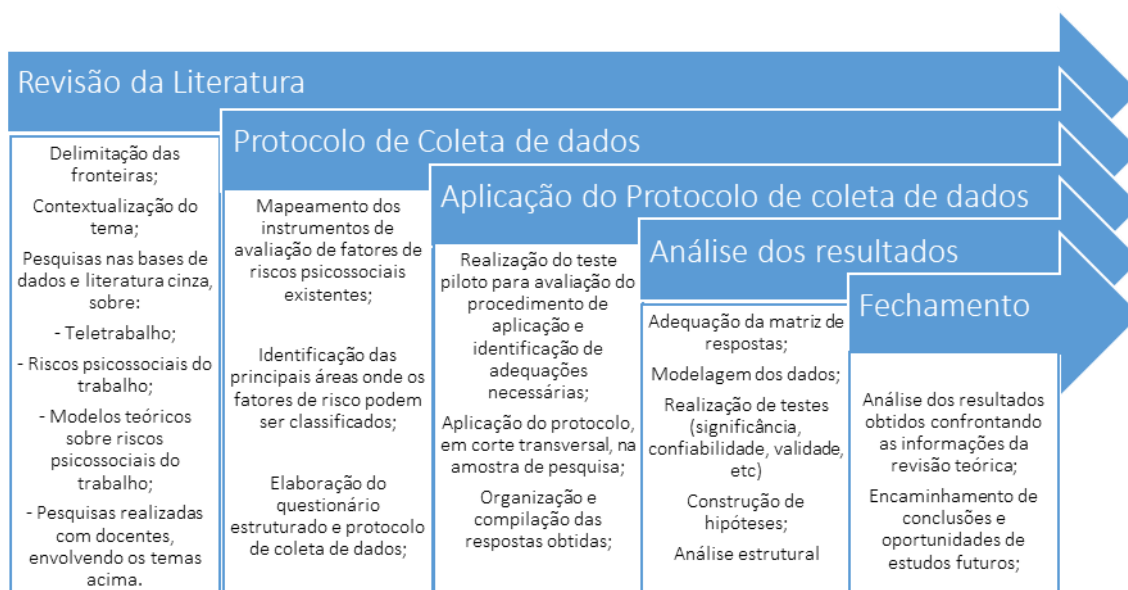 Revisão da Literatura
Delimitação das
fronteiras;
Contextualização do
tema;
Pesquisas nas bases de
dados e literatura cinza,
sobre:
- Teletrabalho;
- Riscos psicossociais do
trabalho;
- Modelos teóricos
sobre riscos
psicossociais do
trabalho;
- Pesquisas realizadas
com docentes,
envolvendo os temas
acima.
Protocolo de Coleta de dados
Mapeamento dos
instrumentos de
avaliação de fatores de
riscos psicossociais
existentes;
Identificação das
principais áreas onde os
fatores de risco podem
ser classificados;
Elaboração do
questionário
estruturado e protocolo
de coleta de dados;
Aplicação do Protocolo de coleta de dados
Realização do teste
piloto para avaliação do
procedimento de
aplicação e
identificação de
adequações
necessárias;
Aplicação do protocolo,
em corte transversal, na
amostra de pesquisa;
Organização e
compilação das
respostas obtidas;
Análise dos resultados
Adequação da matriz de
respostas;
Modelagem dos dados;
Realização de testes
(significância,
confiabilidade, validade,
etc)
Construção de
hipóteses;
Análise estrutural
Fechamento
Análise dos resultados
obtidos confrontando
as informações da
revisão teórica;
Encaminhamento de
conclusões e
oportunidades de
estudos futuros;